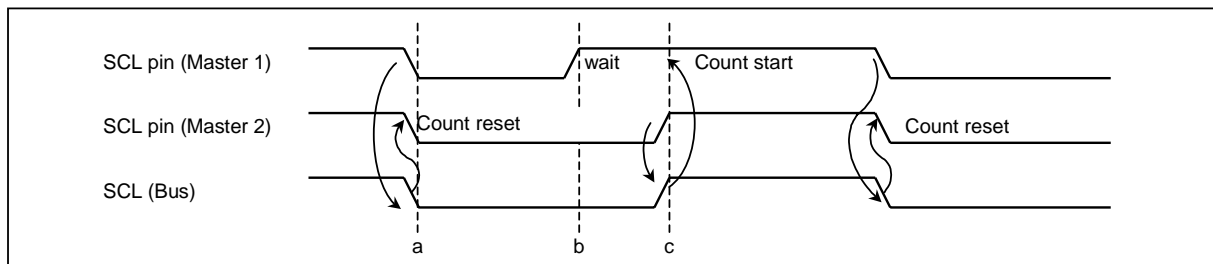 SCL pin (Master 1)
wait
Count start
SCL pin (Master 2)
Count reset
Count reset
SCL (Bus)
a
b
c